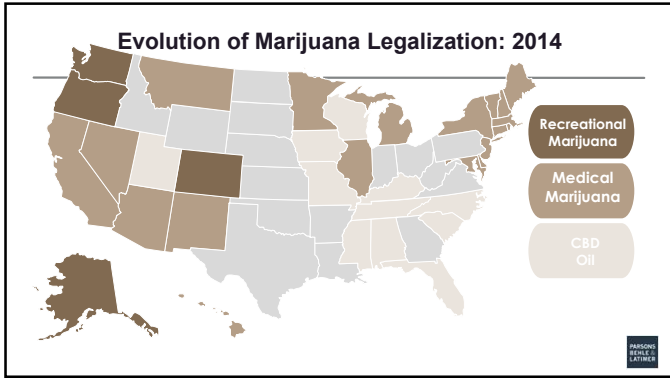 Evolution of Marijuana Legalization: 2014
Recreational
Marijuana
Medical
Marijuana
CBD
Oil
PARSONS
BEHLE &
LATIMER